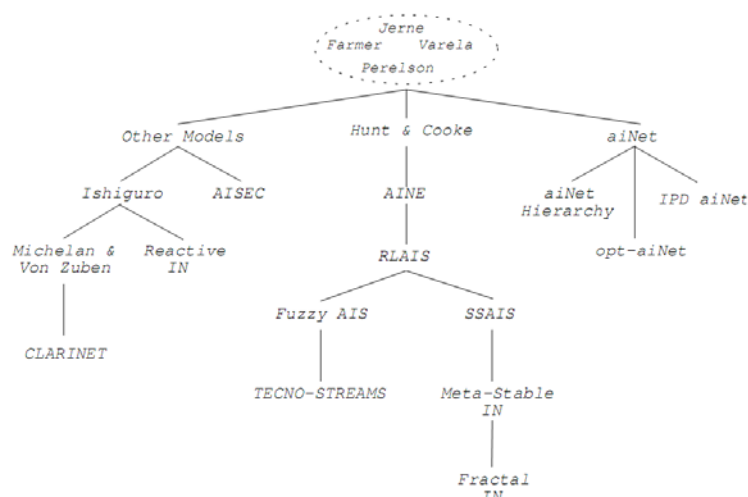 Jerne
Farmer Varela
Perelson
Other Models Hunt & Cooke aiNet
Ishiguro AISEC AINE aiNet
Hierarchy IPD aiNet
Michelan &
Von Zuben Reactive
IN RLAIS opt-aiNet
Fuzzy AIS SSAIS
CLARINET
TECNO-STREAMS Meta-Stable
IN
Fractal
IN